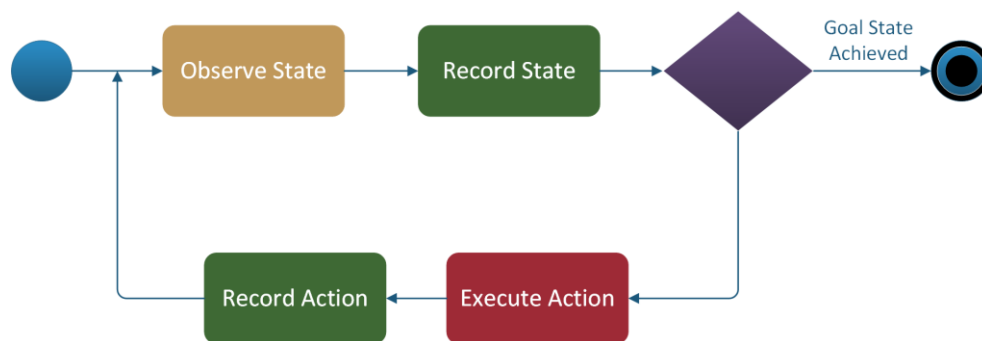 Observe State
Record State
Goal State
Achieved
Record Action
Execute Action